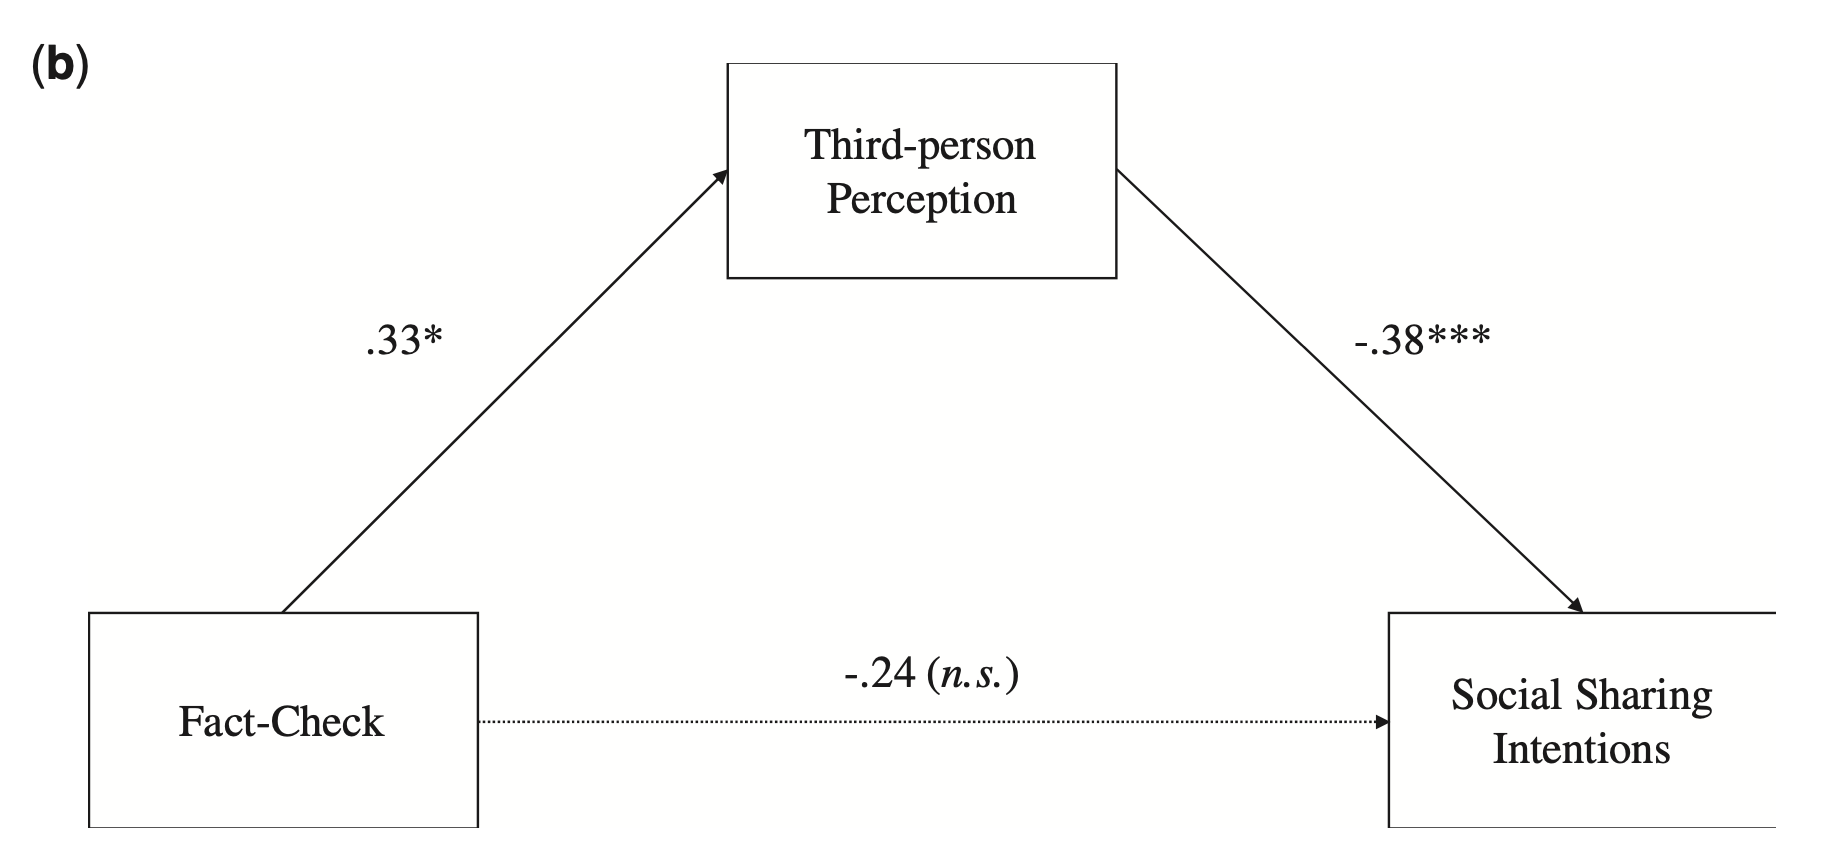 (b)
Third-person
Perception
.33*
-.38***
-.24 (n.s.)
Fact-Check
Social Sharing
Intentions